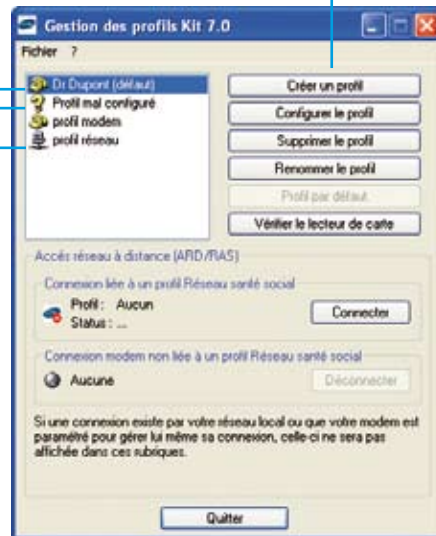 Gestion des profils Kit 7.0
Fichier ?
Dr Dupont (défaut)
Profil mal configuré
profil modem
profil réseau
Créer un profil
Configurer le profil
Supprimer le profil
Renommer le profil
Profil par défaut
Vérifier le lecteur de carte
Accès réseau à distance (ARD/RAS)
Connexion liée à un profil Réseau santé social
Profil : Aucun
Status : ...
Connecter
Connexion modem non liée à un profil Réseau santé social
Aucune
Déconnecter
Si une connexion existe par votre réseau local ou que votre modem est
paramétré pour gérer lui même sa connexion, celle-ci ne sera pas
affichée dans ces rubriques.
Quitter